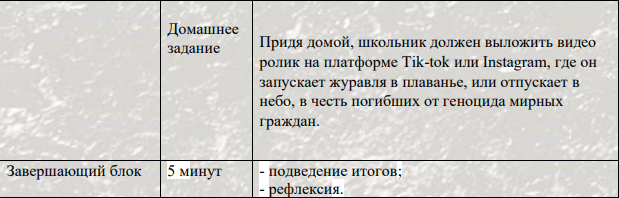 Домашнее
задание
Придя домой, школьник должен выложить видео
ролик на платформе Tik-tok или Instagram, где он
запускает журавля в плаванье, или отпускает в
небо, в честь погибших от геноцида мирных
граждан.
Завершающий блок
5 минут
- подведение итогов;
- рефлексия.